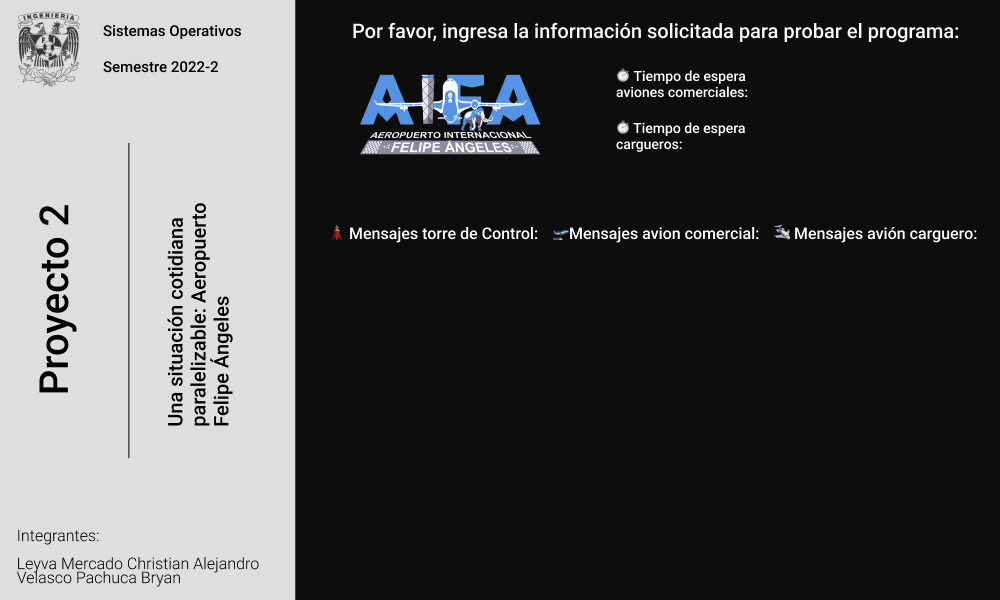 INGENIERIA
Sistemas Operativos
Semestre 2022-2
Proyecto 2
Una situación cotidiana
paralelizable: Aeropuerto
Felipe Ángeles
Integrantes:
Leyva Mercado Christian Alejandro
Velasco Pachuca Bryan
Por favor, ingresa la información solicitada para probar el programa:
AIFA
AEROPUERTO INTERNACIONAL
FELIPE ÁNGELES
Tiempo de espera
aviones comerciales:
Tiempo de espera
cargueros:
Mensajes torre de Control:
Mensajes avion comercial:
Mensajes avión carguero: